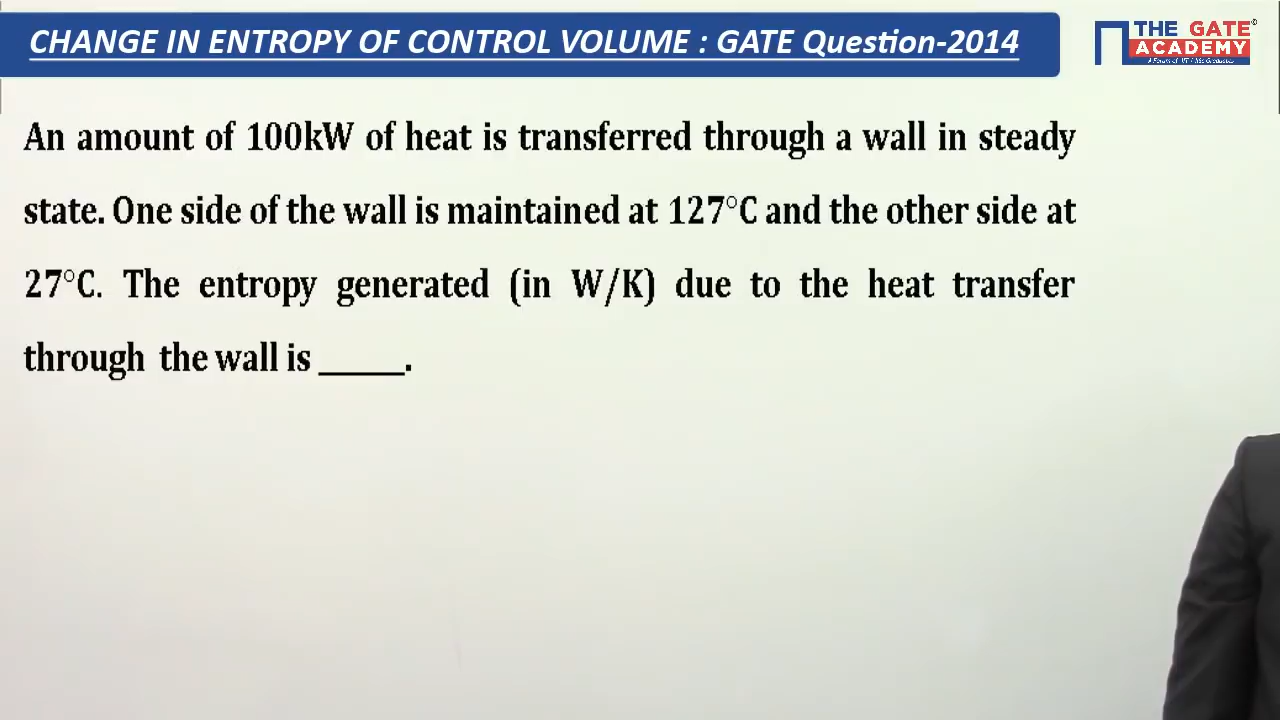 CHANGE IN ENTROPY OF CONTROL VOLUME : GATE Question-2014
THE GATE
ACADEMY
©
An amount of 100kW of heat is transferred through a wall in steady
state. One side of the wall is maintained at 127°C and the other side at
27°C. The entropy generated (in W/K) due to the heat transfer
through the wall is _____.